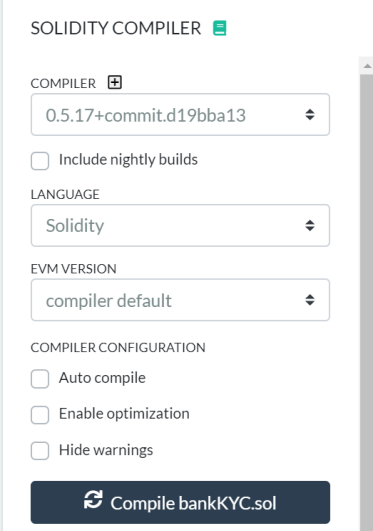 SOLIDITY COMPILER
COMPILER
0.5.17+commit.d19bba13
Include nightly builds
LANGUAGE
Solidity
EVM VERSION
compiler default
COMPILER CONFIGURATION
Auto compile
Enable optimization
Hide warnings
Compile bankKYC.sol